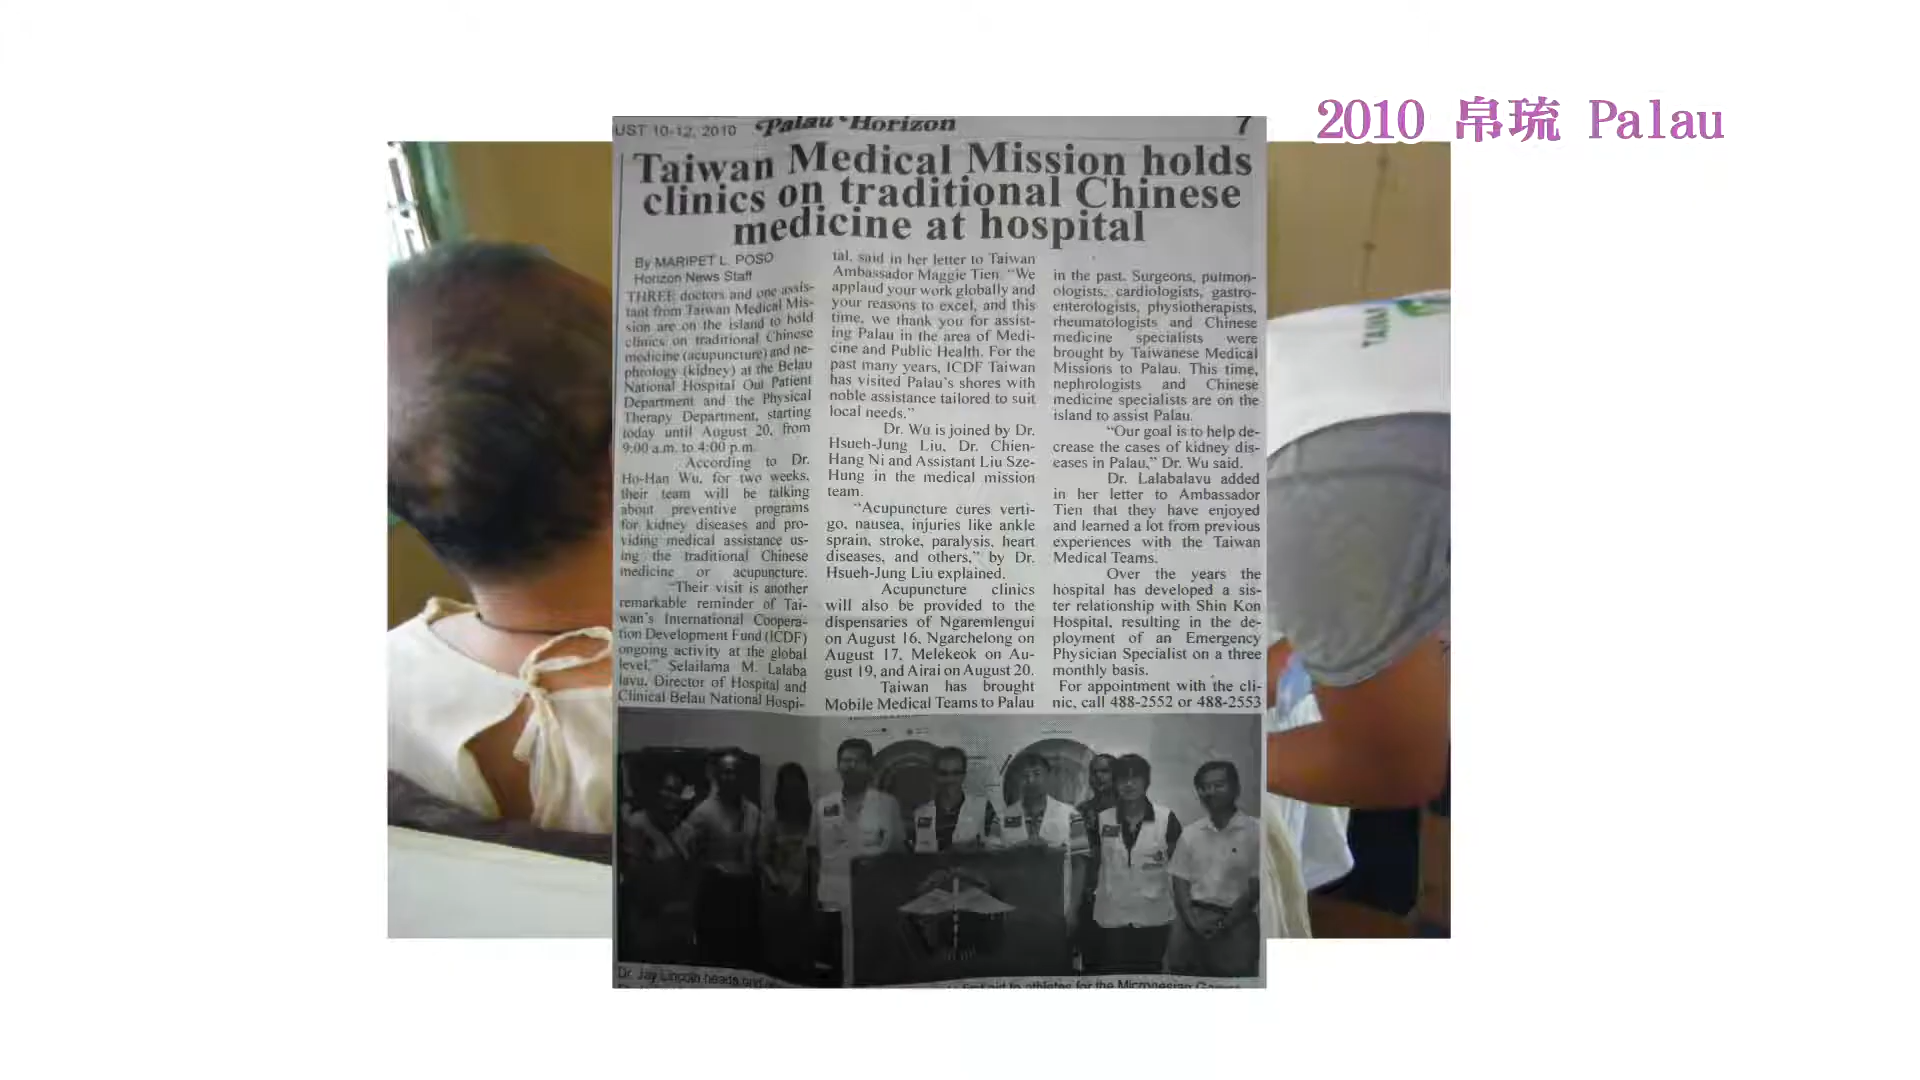 2010 帛琉 Palau
UST 10-12, 2010 Palau Horizon 7
Taiwan Medical Mission holds
clinics on traditional Chinese
medicine at hospital
By MARIPET L. POSO
Horizon News Staff
THREE doctors and one assis-
tant from Taiwan Medical Mis-
sion are on the island to hold
clinics on traditional Chinese
medicine (acupuncture) and ne-
phrology (kidney) at the Belau
National Hospital Out Patient
Department and the Physical
Therapy Department, starting
today until August 20, from
9:00 a.m. to 4:00 p.m.
According to Dr.
Ho-Han Wu, for two weeks,
their team will be talking
about preventive programs
for kidney diseases and pro-
viding medical assistance us-
ing the traditional Chinese
medicine or acupuncture.
"Their visit is another
remarkable reminder of Tai-
wan's International Coopera-
tion Development Fund (ICDF)
ongoing activity at the global
level," Selailama M. Lalaba
lavu, Director of Hospital and
Clinical Belau National Hospi-
tal, said in her letter to Taiwan
Ambassador Maggie Tien. "We
applaud your work globally and
your reasons to excel, and this
time, we thank you for assist-
ing Palau in the area of Medi-
cine and Public Health. For the
past many years, ICDF Taiwan
has visited Palau's shores with
noble assistance tailored to suit
local needs."
Dr. Wu is joined by Dr.
Hsueh-Jung Liu, Dr. Chien-
Hang Ni and Assistant Liu Sze-
Hung in the medical mission
team.
"Acupuncture cures verti-
go, nausea, injuries like ankle
sprain, stroke, paralysis, heart
diseases, and others," by Dr.
Hsueh-Jung Liu explained.
Acupuncture clinics
will also be provided to the
dispensaries of Ngaremlengui
on August 16, Ngarchelong on
August 17, Melekeok on Au-
gust 19, and Airai on August 20.
Taiwan has brought
Mobile Medical Teams to Palau
in the past. Surgeons, pulmon-
ologists, cardiologists, gastro-
enterologists, physiotherapists,
rheumatologists and Chinese
medicine specialists were
brought by Taiwanese Medical
Missions to Palau. This time,
nephrologists and Chinese
medicine specialists are on the
island to assist Palau.
"Our goal is to help de-
crease the cases of kidney dis-
eases in Palau," Dr. Wu said.
Dr. Lalabalavu added
in her letter to Ambassador
Tien that they have enjoyed
and learned a lot from previous
experiences with the Taiwan
Medical Teams.
Over the years the
hospital has developed a sis-
ter relationship with Shin Kon
Hospital, resulting in the de-
ployment of an Emergency
Physician Specialist on a three
monthly basis.
For appointment with the cli-
nic, call 488-2552 or 488-2553
Dr. Jay Lincoln heads
first aid to athletes for the Micronesian Games